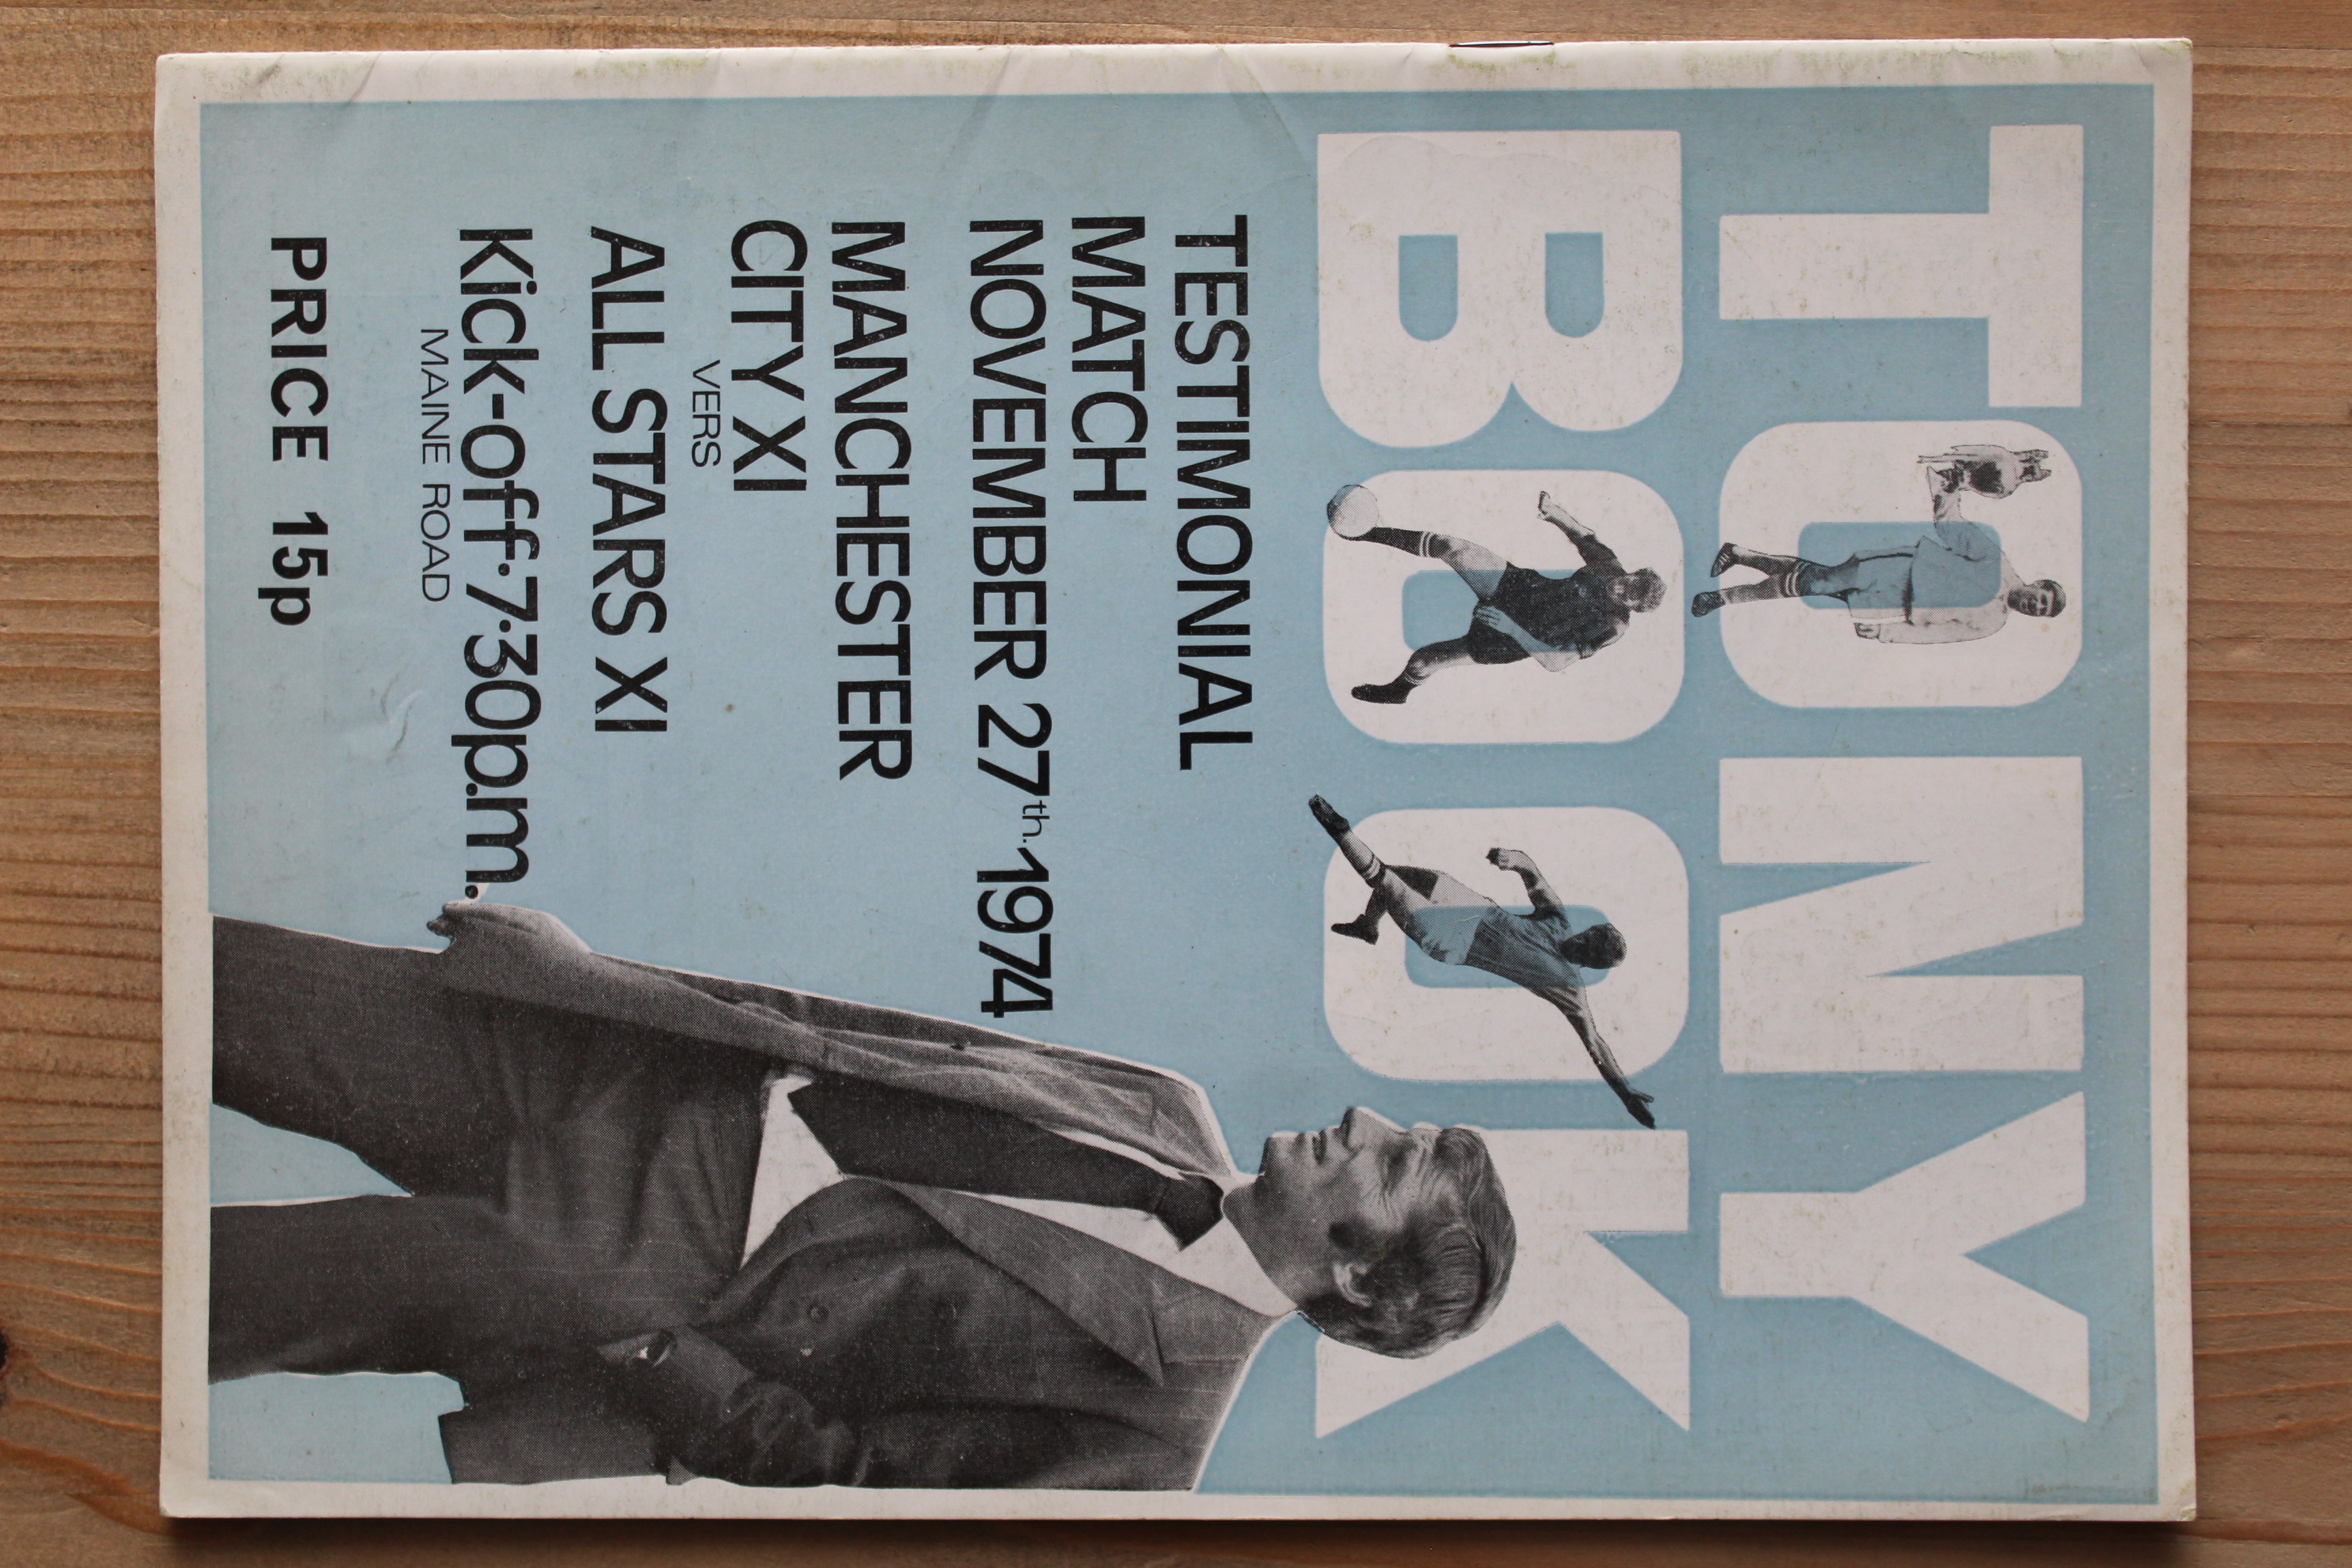 TONY
BOOK
TESTIMONIAL
MATCH
NOVEMBER 27th. 1974
MANCHESTER
CITY XI
VERS
ALL STARS XI
Kick-off·7·30p.m.
MAINE ROAD
PRICE 15p